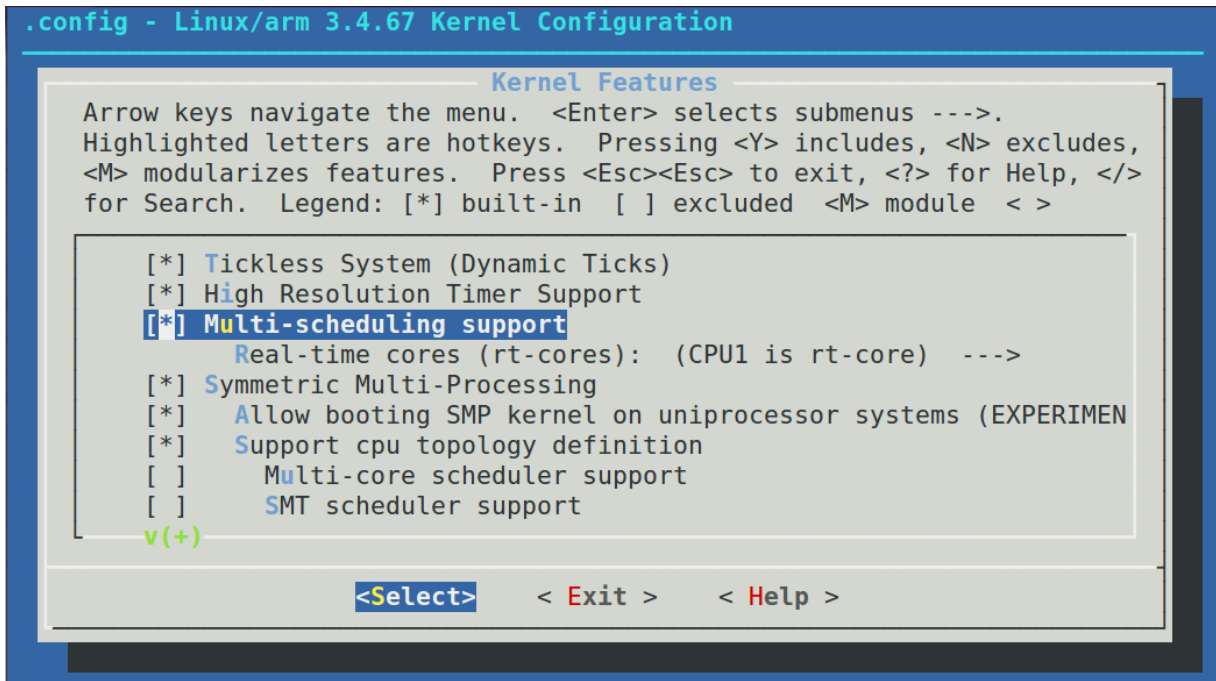 .config - Linux/arm 3.4.67 Kernel Configuration
Kernel Features
Arrow keys navigate the menu.  <Enter> selects submenus --->.
Highlighted letters are hotkeys.  Pressing <Y> includes, <N> excludes,
<M> modularizes features.  Press <Esc><Esc> to exit, <?> for Help, </>
for Search.  Legend: [*] built-in  [ ] excluded  <M> module  < >
[*] Tickless System (Dynamic Ticks)
[*] High Resolution Timer Support
[*] Multi-scheduling support
Real-time cores (rt-cores):  (CPU1 is rt-core)  --->
[*] Symmetric Multi-Processing
[*]   Allow booting SMP kernel on uniprocessor systems (EXPERIMEN
[*]   Support cpu topology definition
[ ]     Multi-core scheduler support
[ ]     SMT scheduler support
v(+)
<Select>    < Exit >    < Help >